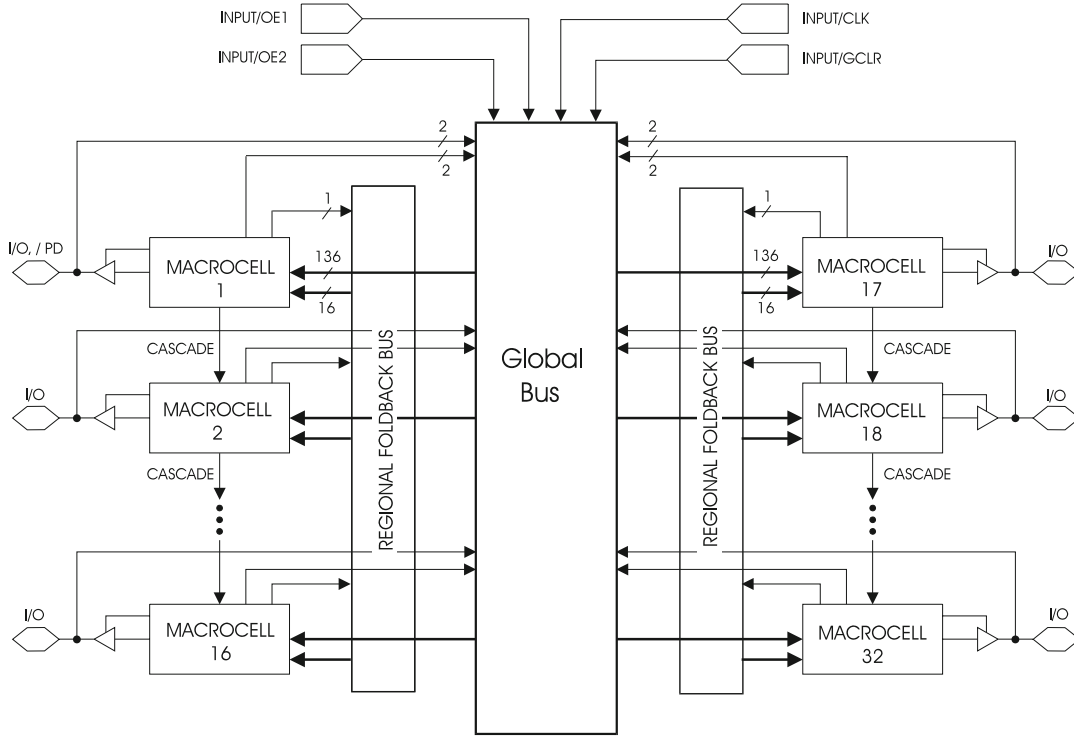 INPUT/OE1
INPUT/CLK
INPUT/OE2
INPUT/GCLR
2
2
2
2
1
1
I/O, / PD
MACROCELL
1
136
16
136
16
MACROCELL
17
I/O
CASCADE
CASCADE
REGIONAL FOLDBACK BUS
Global
Bus
REGIONAL FOLDBACK BUS
I/O
MACROCELL
2
MACROCELL
18
I/O
CASCADE
CASCADE
I/O
MACROCELL
16
MACROCELL
32
I/O